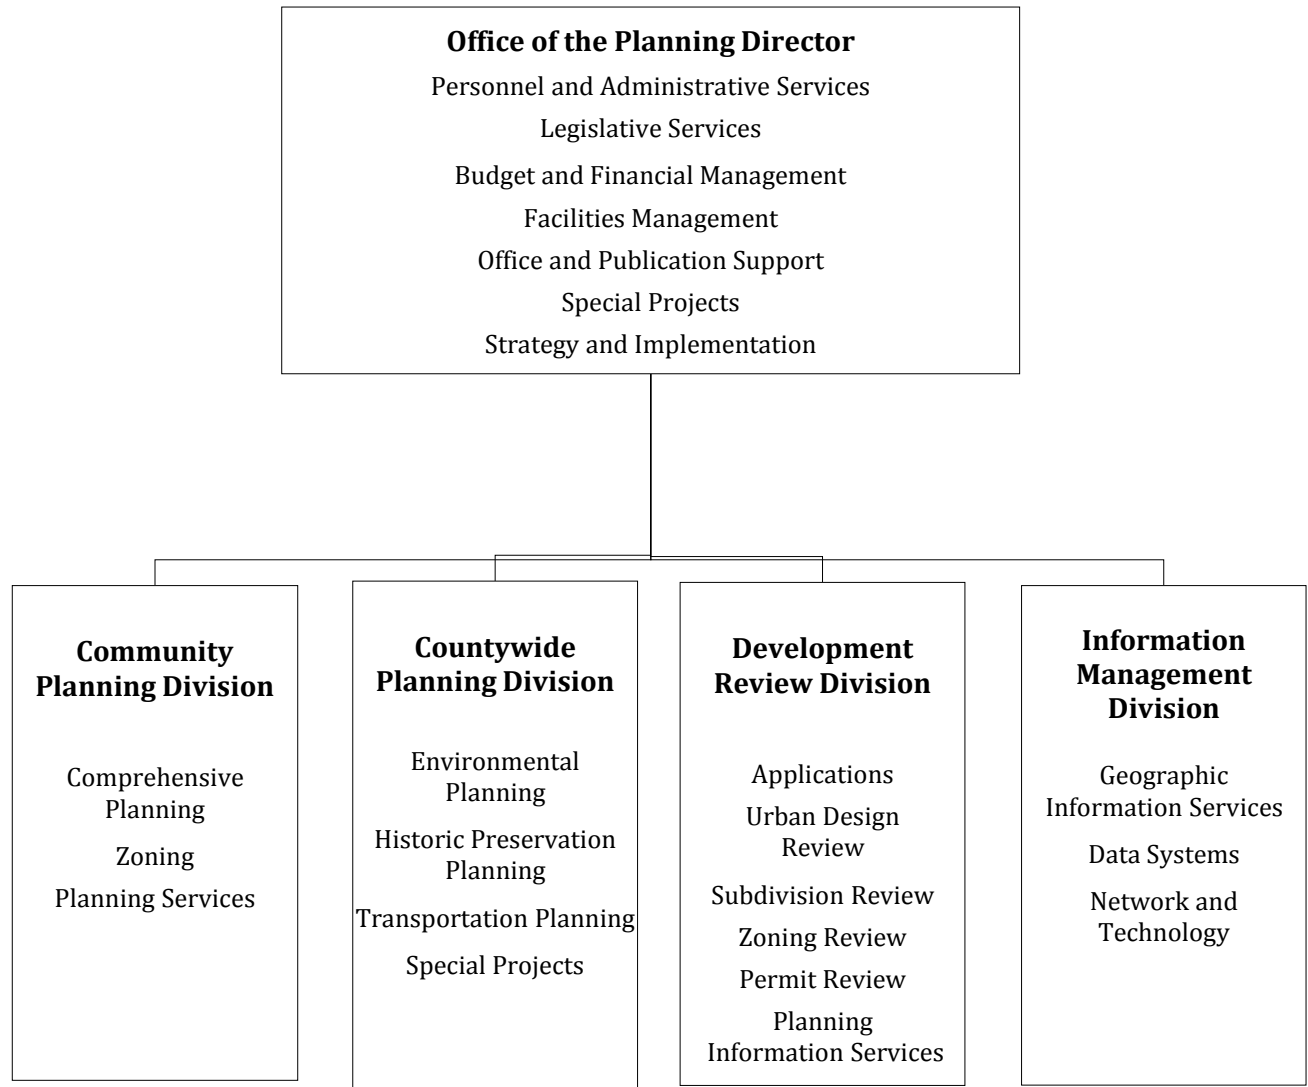 Office of the Planning Director
Personnel and Administrative Services
Legislative Services
Budget and Financial Management
Facilities Management
Office and Publication Support
Special Projects
Strategy and Implementation
Community
Planning Division
Comprehensive
Planning
Zoning
Planning Services
Countywide
Planning Division
Environmental
Planning
Historic Preservation
Planning
Transportation Planning
Special Projects
Development
Review Division
Applications
Urban Design
Review
Subdivision Review
Zoning Review
Permit Review
Planning
Information Services
Information
Management
Division
Geographic
Information Services
Data Systems
Network and
Technology